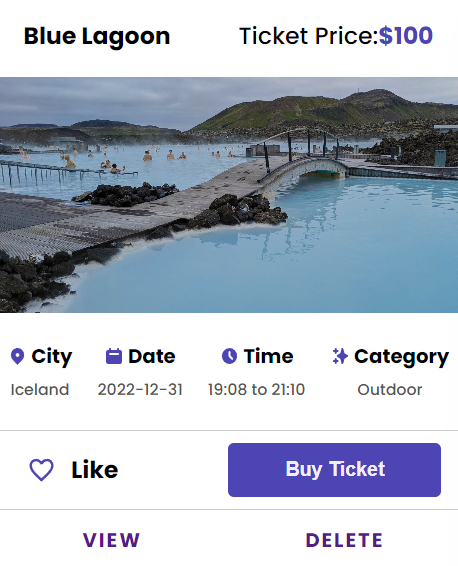 Blue Lagoon Ticket Price:$100
City Date Time Category
Iceland 2022-12-31 19:08 to 21:10 Outdoor
Like Buy Ticket
VIEW DELETE